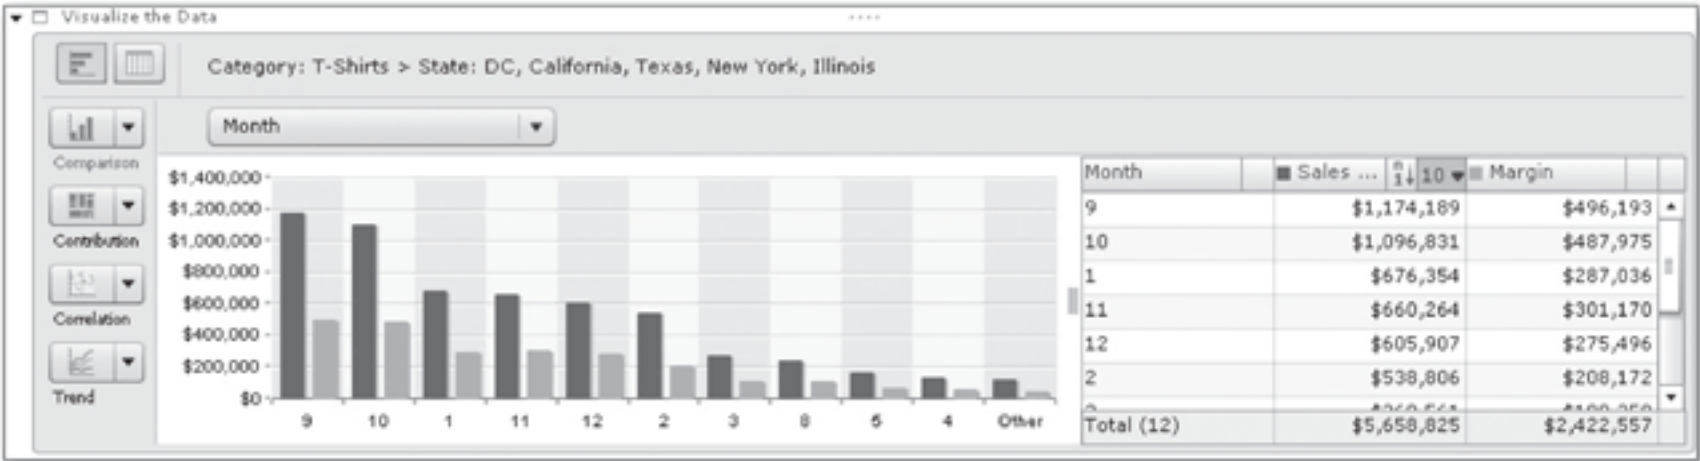 Visualize the Data
Category: T-Shirts > State: DC, California, Texas, New York, Illinois
Month
Comparison
Contribution
Correlation
Trend
$1,400,000
$1,200,000
$1,000,000
$800,000
$600,000
$400,000
$200,000
$0
9 10 1 11 12 2 3 8 5 4 Other
Month Sales ... 10 Margin
9 $1,174,189 $496,193
10 $1,096,831 $487,975
1 $676,354 $287,036
11 $660,264 $301,170
12 $605,907 $275,496
2 $538,806 $208,172
Total (12) $5,658,825 $2,422,557